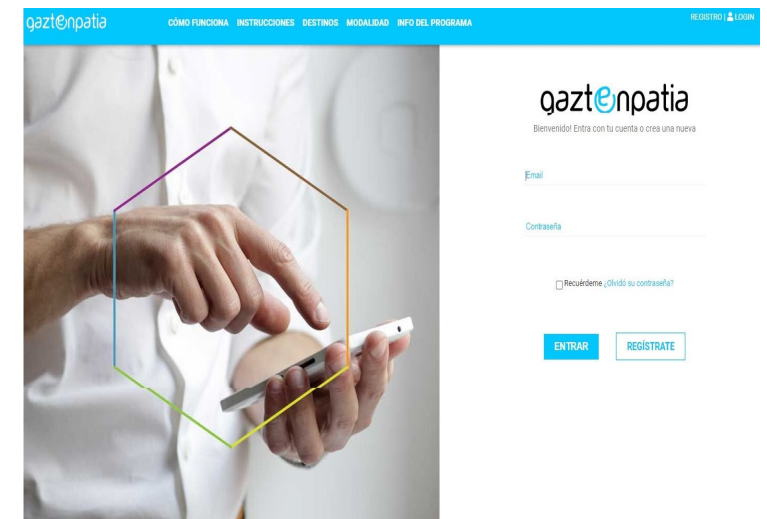 gaztenpatia
CÓMO FUNCIONA INSTRUCCIONES DESTINOS MODALIDAD INFO DEL PROGRAMA
REGISTRO | LOGIN
gaztenpatia
Bienvenido! Entra con tu cuenta o crea una nueva
Email
Contraseña
Recuérdeme ¿Olvidó su contraseña?
ENTRAR REGÍSTRATE